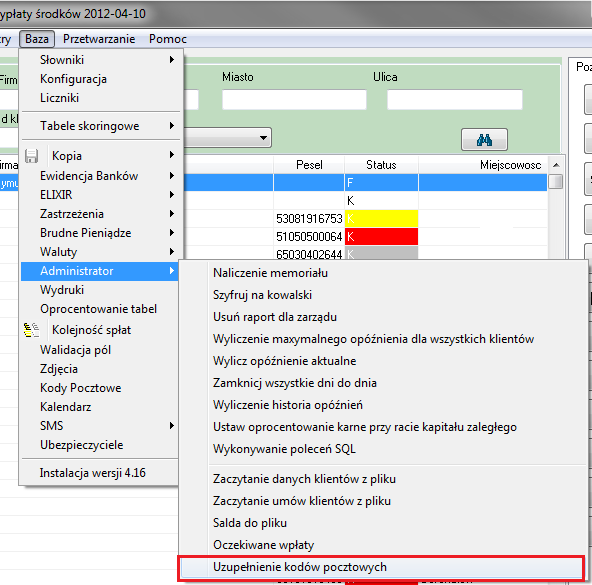 ypłaty środków 2012-04-10
ry Baza Przetwarzanie Pomoc
Firm Miasto Ulica Poz
d kl
Pesel Status Miejscowosc
F
K
53081916753 K
51050500064 K
65030402644 K
Słowniki
Konfiguracja
Liczniki
Tabele skoringowe
Kopia
Ewidencja Banków
ELIXIR
Zastrzeżenia
Brudne Pieniądze
Waluty
Administrator
Wydruki
Oprocentowanie tabel
Kolejność spłat
Walidacja pól
Zdjęcia
Kody Pocztowe
Kalendarz
SMS
Ubezpieczyciele
Instalacja wersji 4.16
Naliczenie memoriału
Szyfruj na kowalski
Usuń raport dla zarządu
Wyliczenie maxymalnego opóźnienia dla wszystkich klientów
Wylicz opóźnienie aktualne
Zamknicj wszystkie dni do dnia
Wyliczenie historia opóźnień
Ustaw oprocentowanie karne przy racie kapitału zaległego
Wykonywanie poleceń SQL
Zaczytanie danych klientów z pliku
Zaczytanie umów klientów z pliku
Salda do pliku
Oczekiwane wpłaty
Uzupełnienie kodów pocztowych